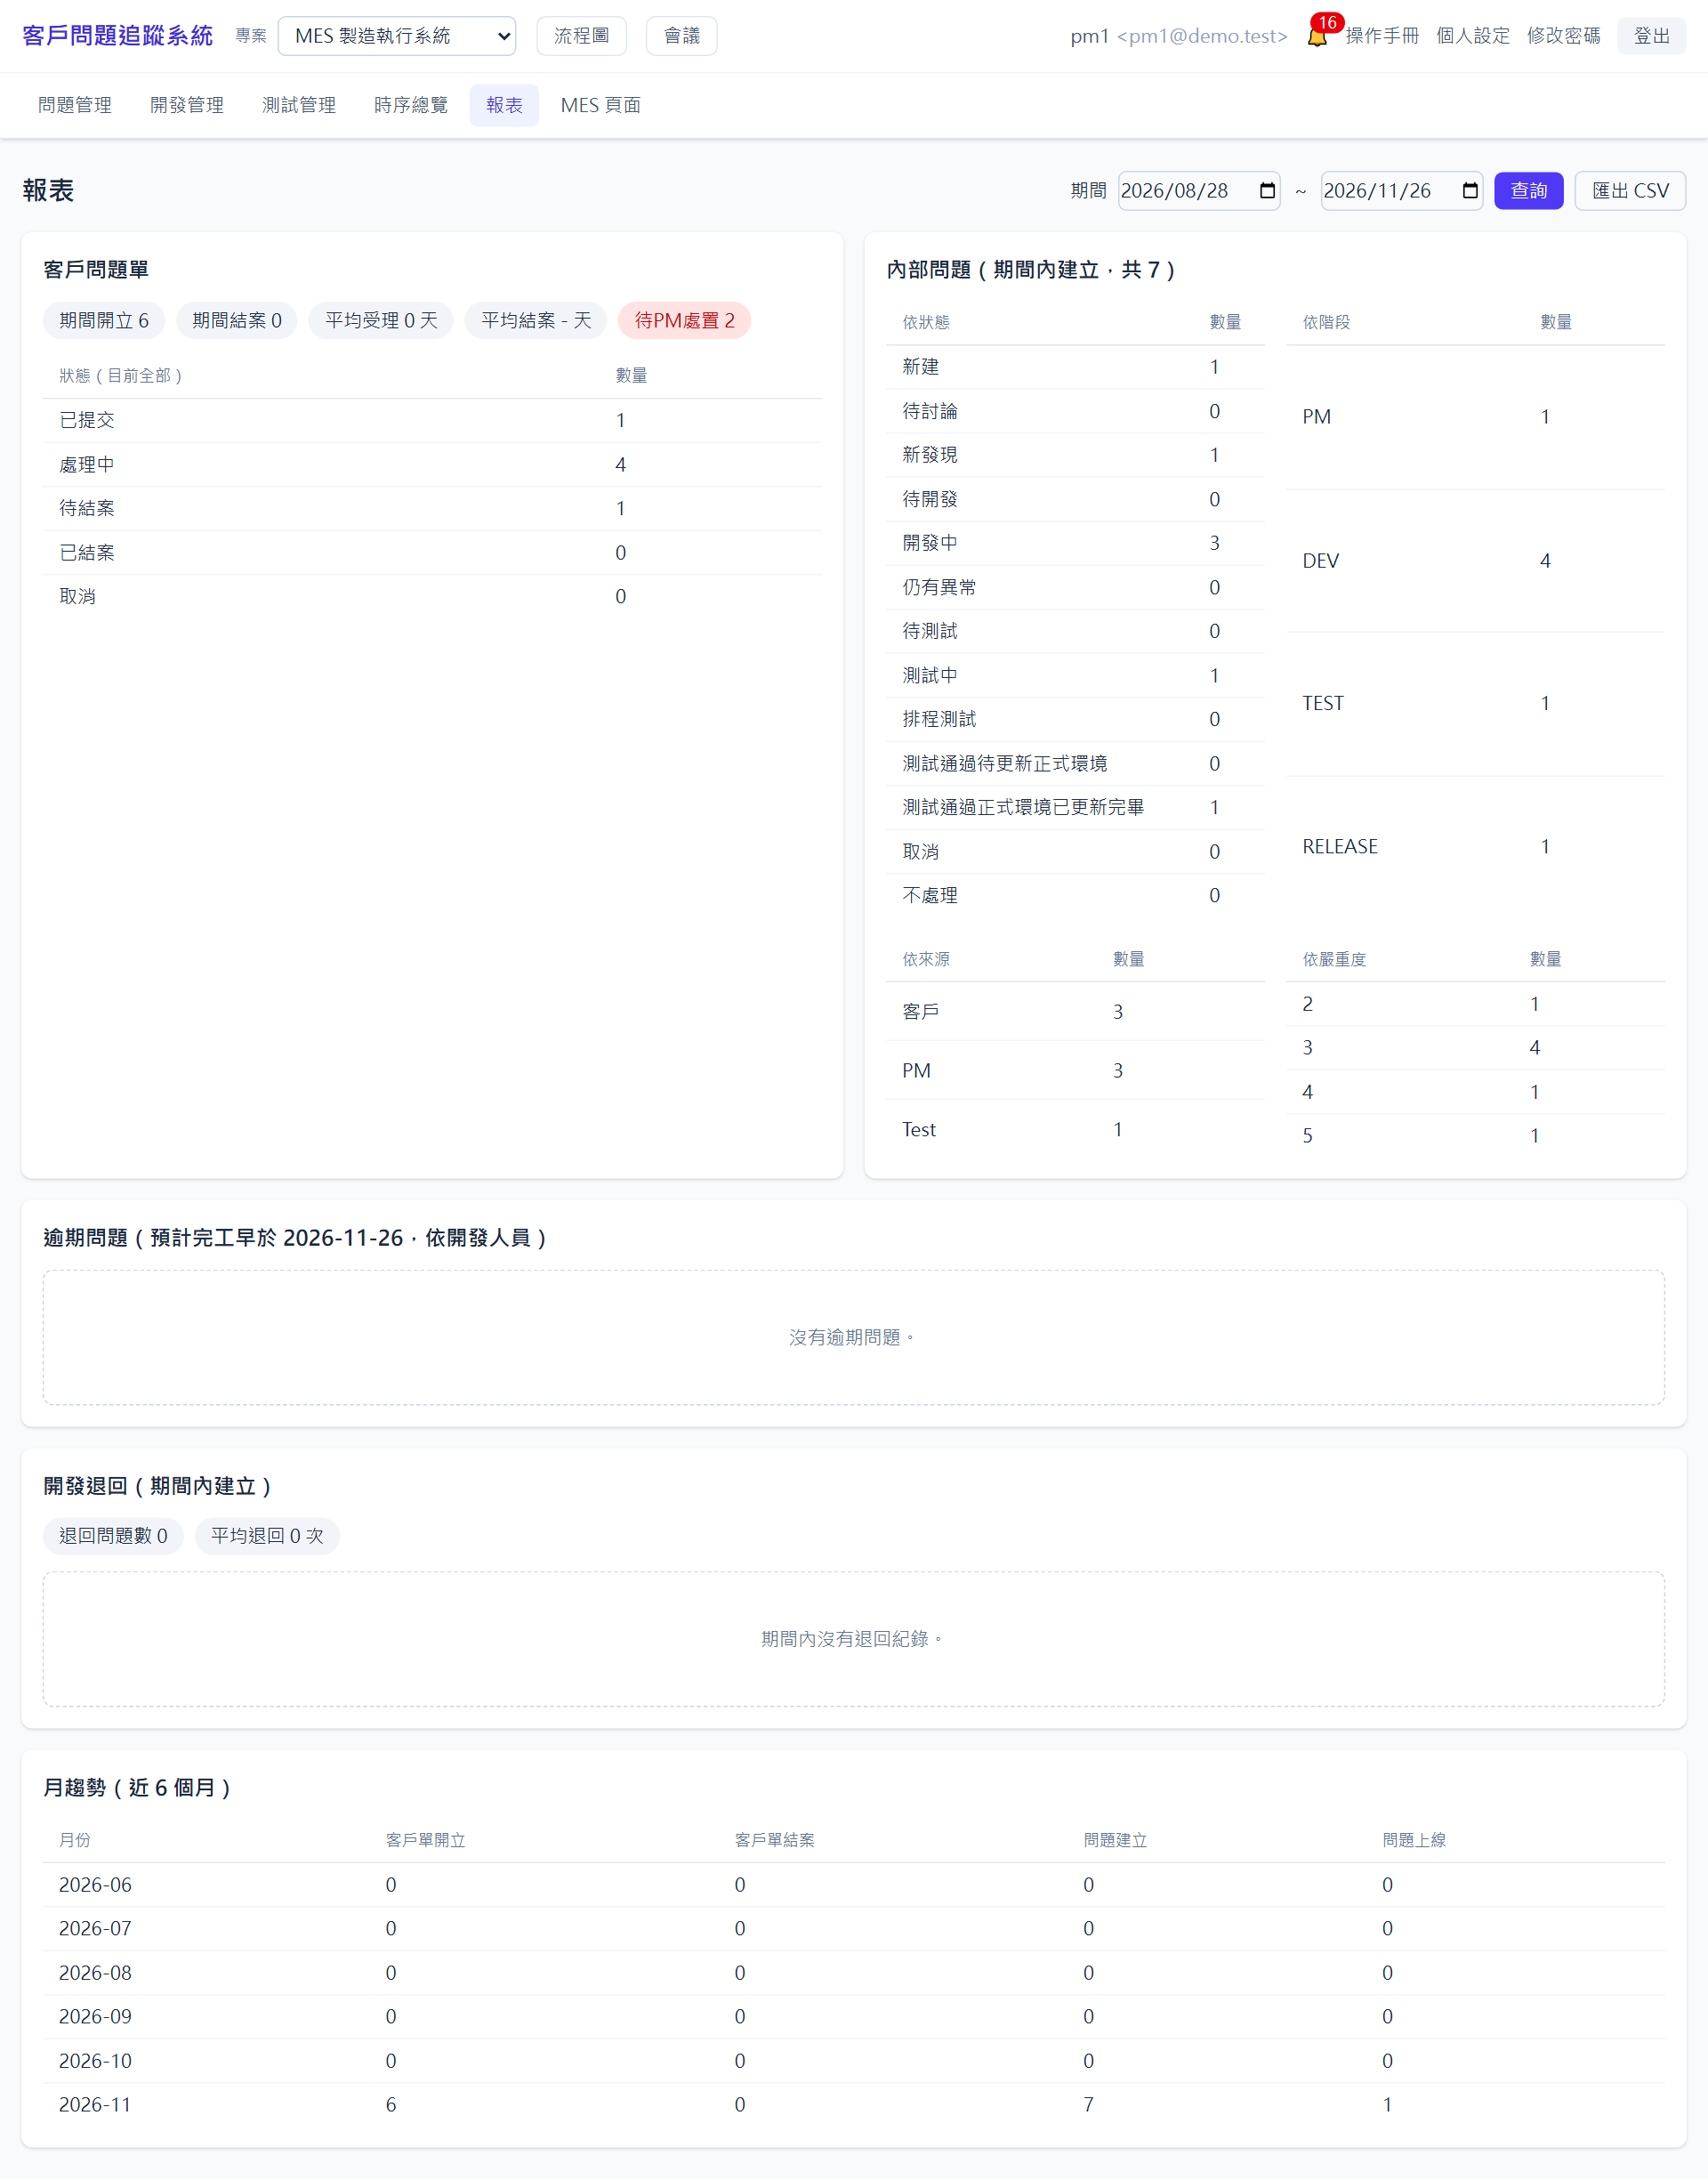 客戶問題追蹤系統 專案 MES 製造執行系統 流程圖 會議 pm1 <pm1@demo.test> 16 操作手冊 個人設定 修改密碼 登出
問題管理 開發管理 測試管理 時序總覽 報表 MES 頁面
報表 期間 2026/08/28 ~ 2026/11/26 查詢 匯出 CSV
客戶問題單
期間開立 6 期間結案 0 平均受理 0 天 平均結案 - 天 待PM處置 2
狀態（目前全部） 數量
已提交 1
處理中 4
待結案 1
已結案 0
取消 0
內部問題（期間內建立，共 7）
依狀態 數量
新建 1
待討論 0
新發現 1
待開發 0
開發中 3
仍有異常 0
待測試 0
測試中 1
排程測試 0
測試通過待更新正式環境 0
測試通過正式環境已更新完畢 1
取消 0
不處理 0
依階段 數量
PM 1
DEV 4
TEST 1
RELEASE 1
依來源 數量
客戶 3
PM 3
Test 1
依嚴重度 數量
2 1
3 4
4 1
5 1
逾期問題（預計完工早於 2026-11-26，依開發人員）
沒有逾期問題。
開發退回（期間內建立）
退回問題數 0 平均退回 0 次
期間內沒有退回紀錄。
月趨勢（近 6 個月）
月份 客戶單開立 客戶單結案 問題建立 問題上線
2026-06 0 0 0 0
2026-07 0 0 0 0
2026-08 0 0 0 0
2026-09 0 0 0 0
2026-10 0 0 0 0
2026-11 6 0 7 1